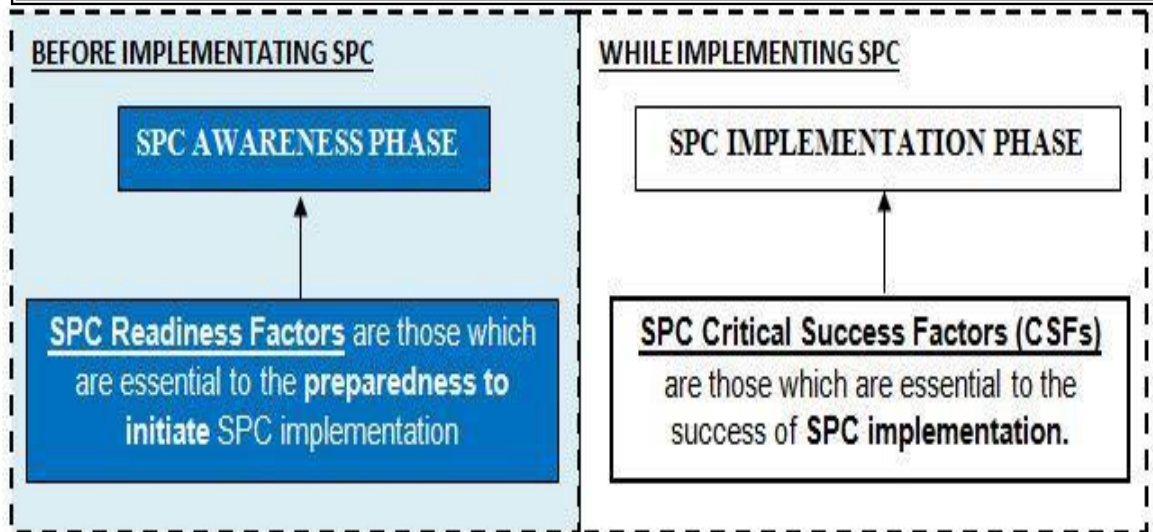 BEFORE IMPLEMENTATING SPC
SPC AWARENESS PHASE
SPC Readiness Factors are those which
are essential to the preparedness to
initiate SPC implementation
WHILE IMPLEMENTING SPC
SPC IMPLEMENTATION PHASE
SPC Critical Success Factors (CSFs)
are those which are essential to the
success of SPC implementation.